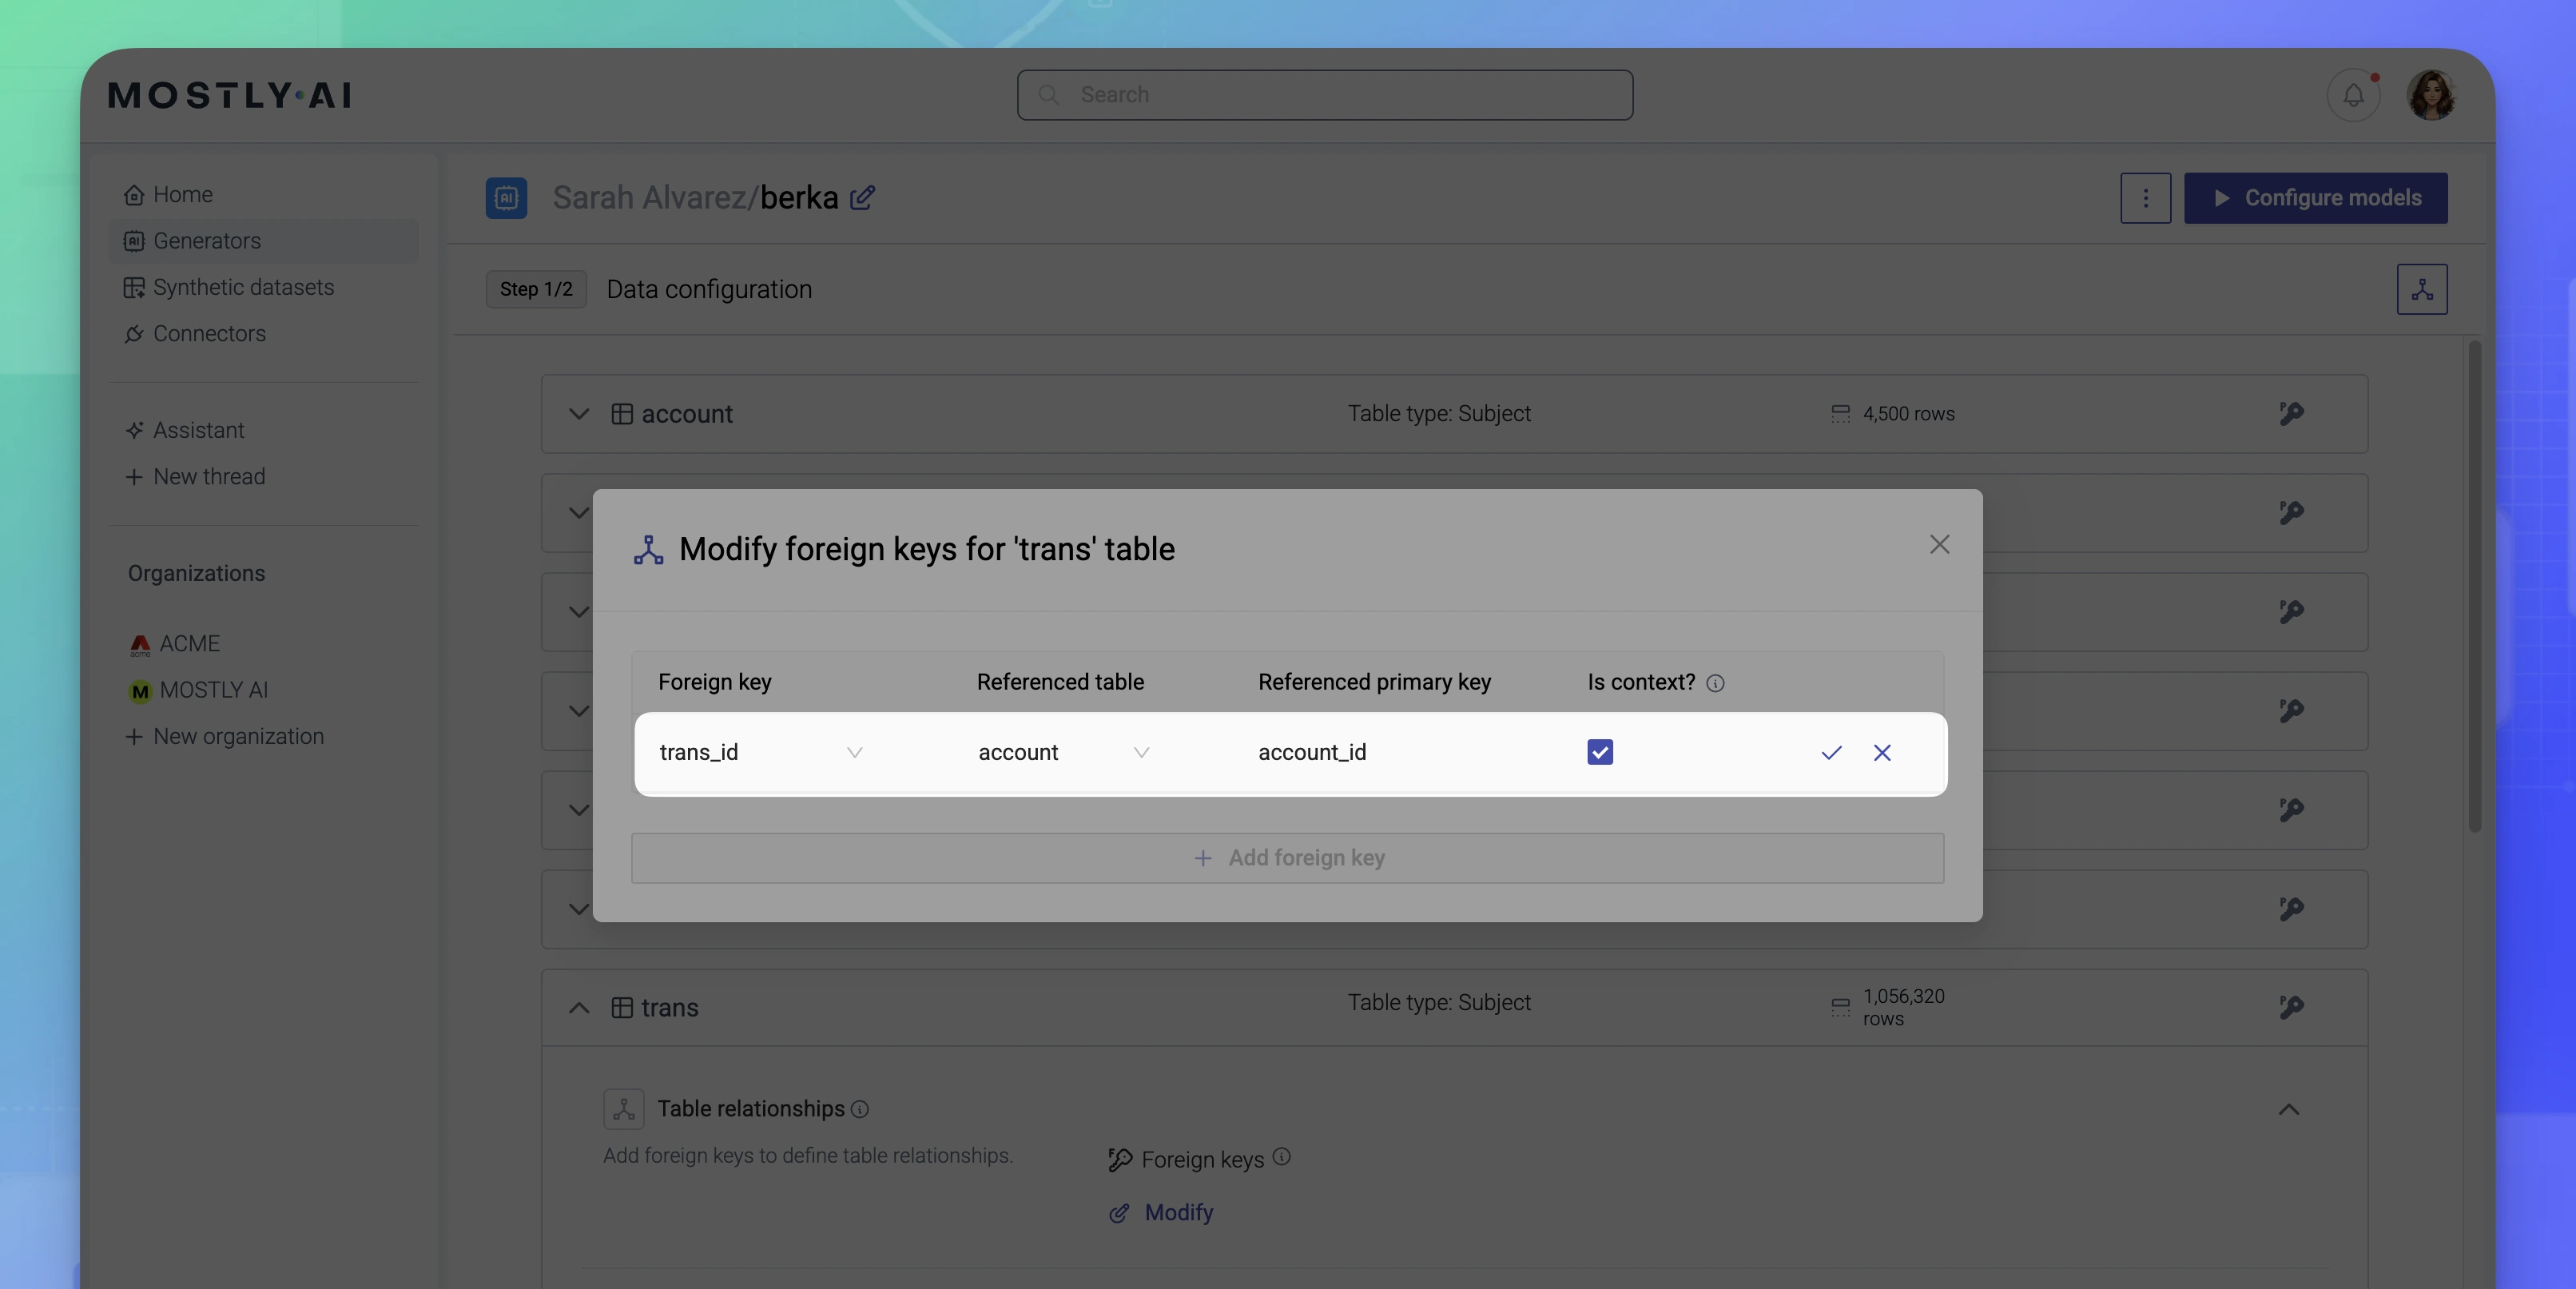 MOSTLY AI
Search
Home
Generators
Synthetic datasets
Connectors
Assistant
New thread
Organizations
acme
ACME
M
MOSTLY AI
New organization
AI
Sarah Alvarez/berka
Configure models
Step 1/2
Data configuration
account
Table type: Subject
4,500 rows
Modify foreign keys for 'trans' table
Foreign key
Referenced table
Referenced primary key
Is context?
trans_id
account
account_id
Add foreign key
trans
Table type: Subject
1,056,320
rows
Table relationships
Add foreign keys to define table relationships.
Foreign keys
Modify